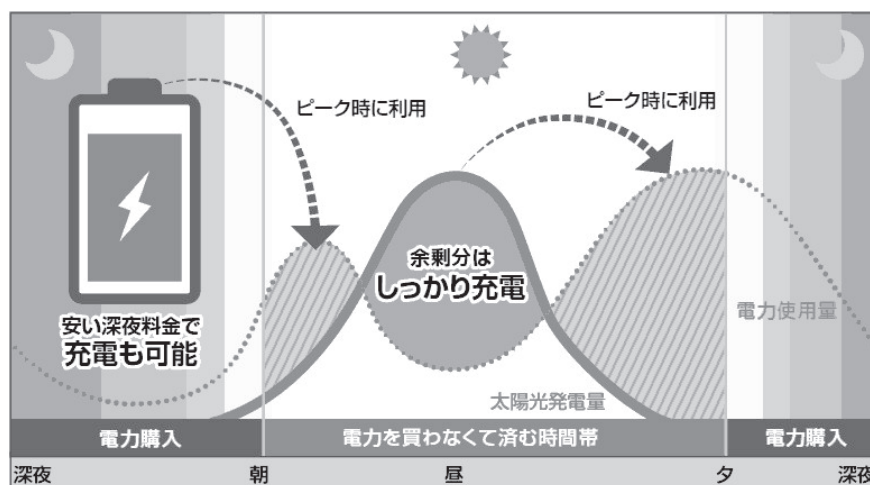 ピーク時に利用
ピーク時に利用
余剰分は
しっかり充電
安い深夜料金で
充電も可能
電力使用量
太陽光発電量
電力購入
電力を買わなくて済む時間帯
電力購入
深夜
朝
昼
夕
深夜